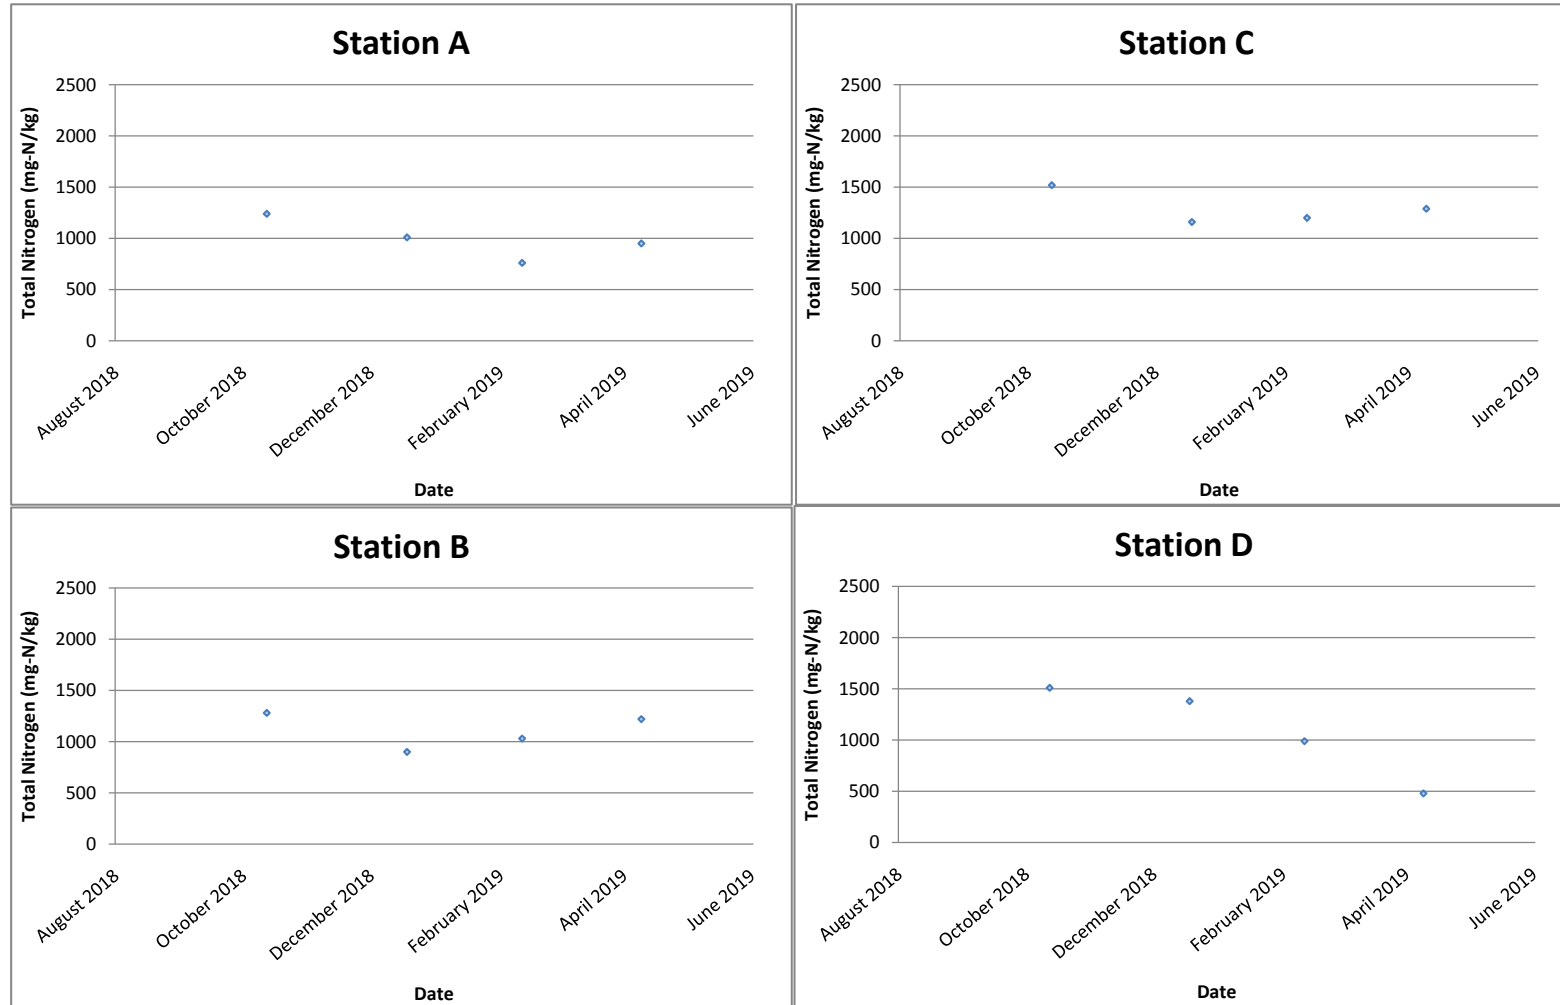 Station A
Total Nitrogen (mg-N/kg)
2500
2000
1500
1000
500
0
August 2018
October 2018
December 2018
February 2019
April 2019
June 2019
Date
Station C
Total Nitrogen (mg-N/kg)
2500
2000
1500
1000
500
0
August 2018
October 2018
December 2018
February 2019
April 2019
June 2019
Date
Station B
Total Nitrogen (mg-N/kg)
2500
2000
1500
1000
500
0
August 2018
October 2018
December 2018
February 2019
April 2019
June 2019
Date
Station D
Total Nitrogen (mg-N/kg)
2500
2000
1500
1000
500
0
August 2018
October 2018
December 2018
February 2019
April 2019
June 2019
Date